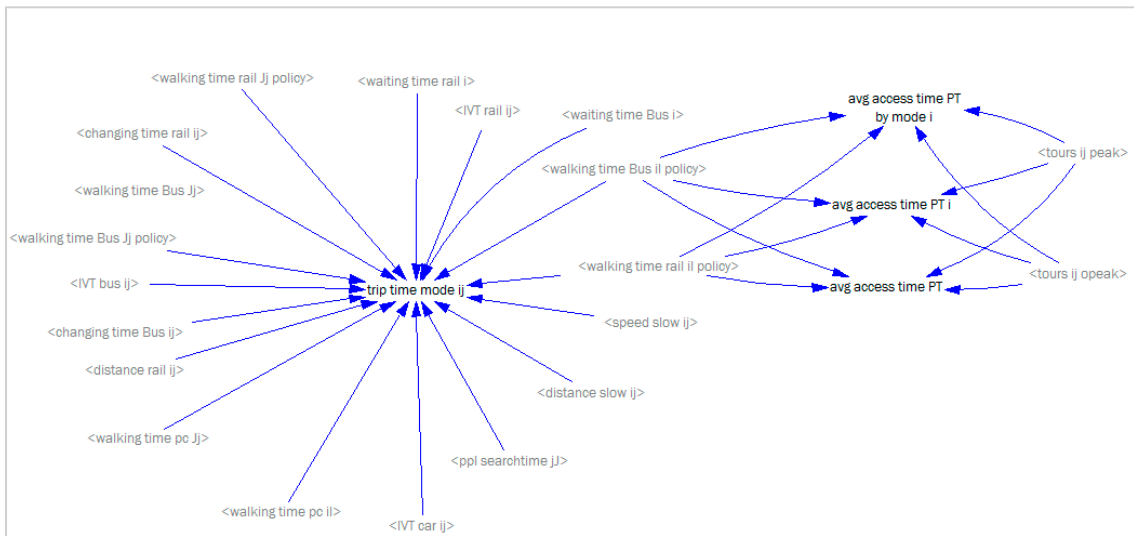 <walking time rail Jj policy>
<waiting time rail i>
<IVT rail ij>
<waiting time Bus i>
avg access time PT
by mode i
<changing time rail ij>
<tours ij peak>
<walking time Bus il policy>
<walking time Bus Jj>
avg access time PT i
<walking time Bus Jj policy>
<walking time rail il policy>
<tours ij opeak>
<IVT bus ij>
trip time mode ij
avg access time PT
<changing time Bus ij>
<speed slow ij>
<distance rail ij>
<distance slow ij>
<walking time pc Jj>
<ppl searchtime jJ>
<walking time pc il>
<IVT car ij>